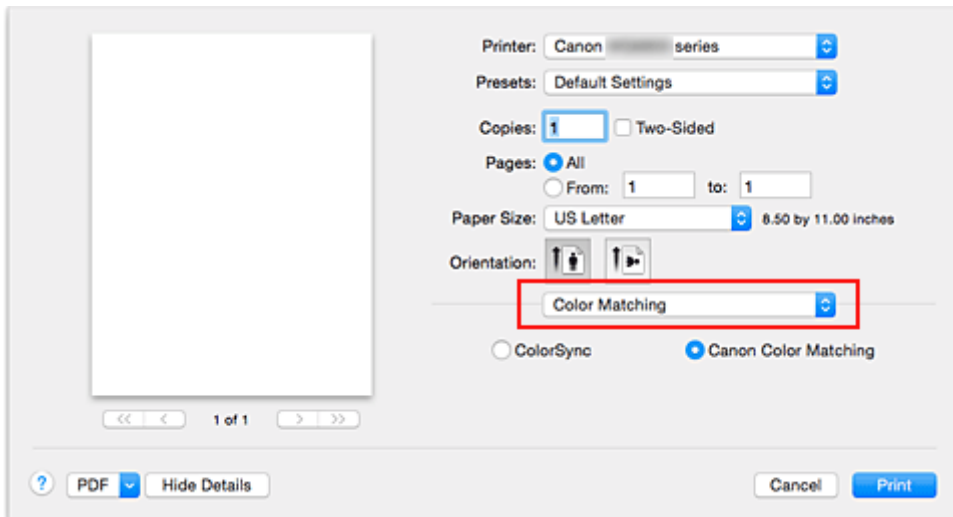 Printer: Canon series
Presets: Default Settings
Copies: 1 Two-Sided
Pages: All
From: 1 to: 1
Paper Size: US Letter 8.50 by 11.00 inches
Orientation:
Color Matching
ColorSync Canon Color Matching
<< < 1 of 1 > >>
? PDF Hide Details Cancel Print